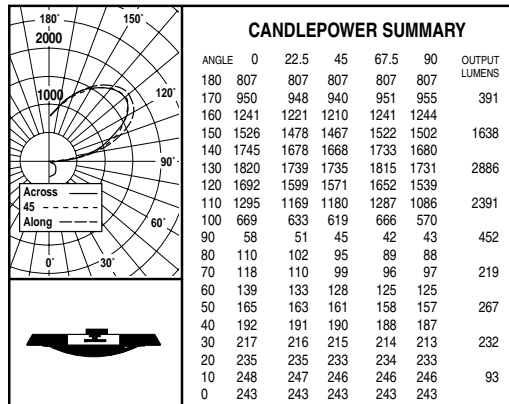 180˚
150˚
2000
120˚
1000
90˚
Across
45
Along
60˚
0˚
30˚
CANDLEPOWER SUMMARY
ANGLE 0 22.5 45 67.5 90 OUTPUT LUMENS
180 807 807 807 807 807
170 950 948 940 951 955 391
160 1241 1221 1210 1241 1244
150 1526 1478 1467 1522 1502 1638
140 1745 1678 1668 1733 1680
130 1820 1739 1735 1815 1731 2886
120 1692 1599 1571 1652 1539
110 1295 1169 1180 1287 1086 2391
100 669 633 619 666 570
90 58 51 45 42 43 452
80 110 102 95 89 88
70 118 110 99 96 97 219
60 139 133 128 125 125
50 165 163 161 158 157 267
40 192 191 190 188 187
30 217 216 215 214 213 232
20 235 235 233 234 233
10 248 247 246 246 246 93
0 243 243 243 243 243